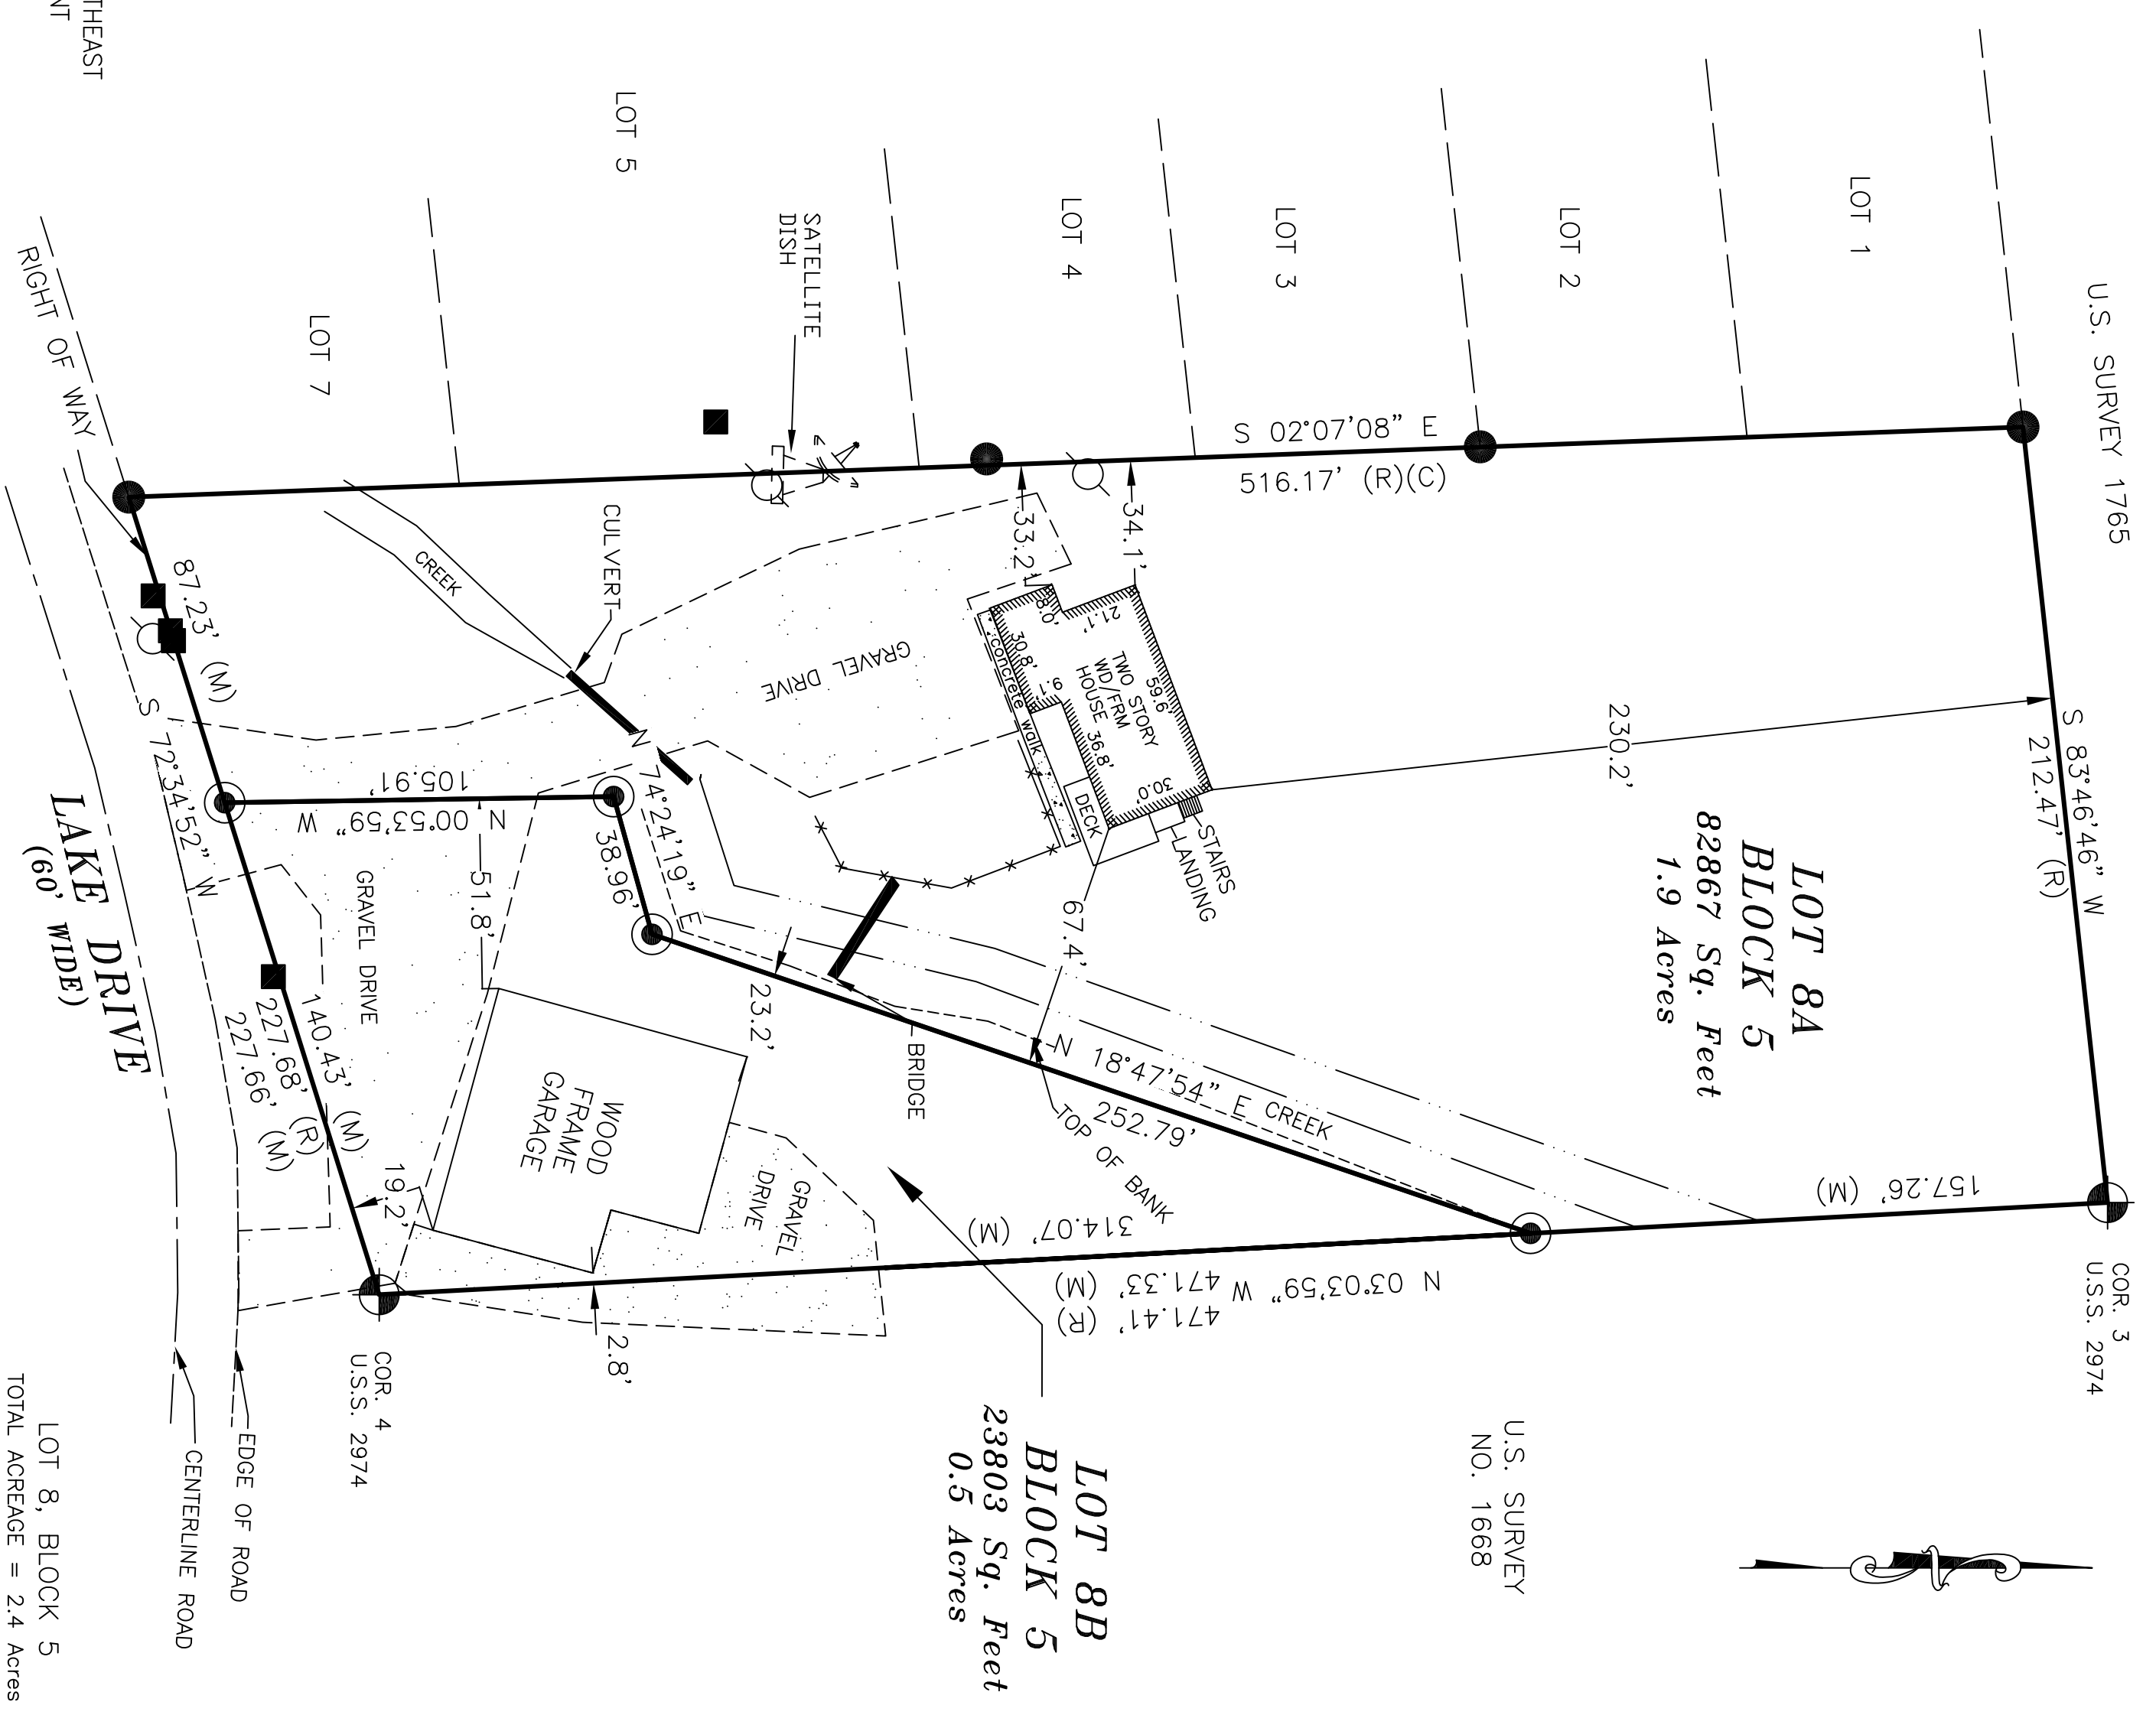 THEAST
NT
U.S. SURVEY 1765
LOT 1
LOT 2
LOT 3
LOT 4
LOT 5
LOT 7
SATELLITE
DISH
RIGHT OF WAY
S 02°07'08" E
516.17' (R)(C)
S 83°46'46" W
212.47' (R)
COR. 3
U.S.S. 2974
157.26' (M)
LOT 8A
BLOCK 5
82867 Sq. Feet
1.9 Acres
230.2'
34.1'
33.2'
8.0'
21.1'
59.6'
30.8'
9.1'
36.8'
30.0'
TWO STORY
WD/FRM
HOUSE
concrete walk
DECK
STAIRS
LANDING
67.4'
GRAVEL DRIVE
CULVERT
CREEK
N 74°24'19" E
38.96'
105.91'
N 00°53'59" W
51.8'
23.2'
BRIDGE
N 18°47'54" E
252.79'
CREEK
TOP OF BANK
314.07' (M)
N 03°03'59" W
471.33' (M)
471.41' (R)
GRAVEL
DRIVE
WOOD
FRAME
GARAGE
GRAVEL DRIVE
87.23' (M)
S 72°34'52" W
140.43' (M)
227.68' (R)
227.66' (M)
19.2'
2.8'
LAKE DRIVE
(60' WIDE)
COR. 4
U.S.S. 2974
EDGE OF ROAD
CENTERLINE ROAD
U.S. SURVEY
NO. 1668
LOT 8B
BLOCK 5
23803 Sq. Feet
0.5 Acres
LOT 8, BLOCK 5
TOTAL ACREAGE = 2.4 Acres